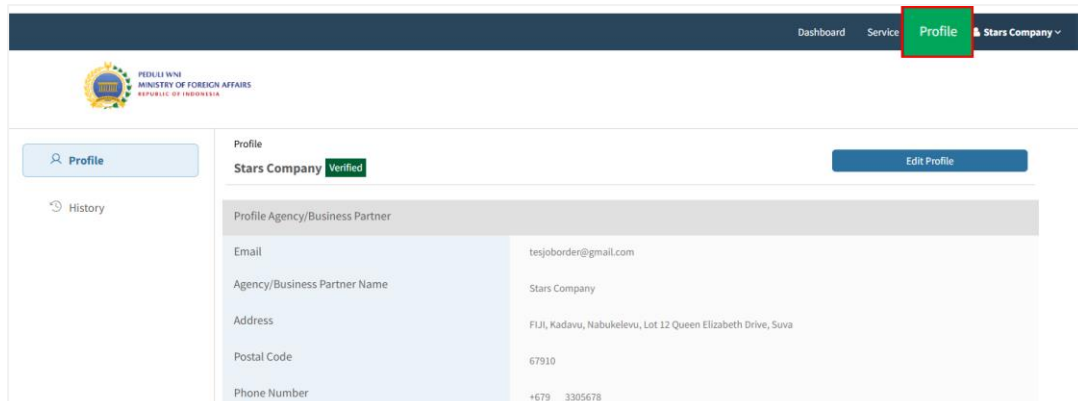 Dashboard Service Profile Stars Company
PEDULI WNI
MINISTRY OF FOREIGN AFFAIRS
REPUBLIC OF INDONESIA
Profile
History
Profile
Stars Company Verified
Edit Profile
Profile Agency/Business Partner
Email tesjoborder@gmail.com
Agency/Business Partner Name Stars Company
Address FIJI, Kadavu, Nabukelevu, Lot 12 Queen Elizabeth Drive, Suva
Postal Code 67910
Phone Number +679 3305678